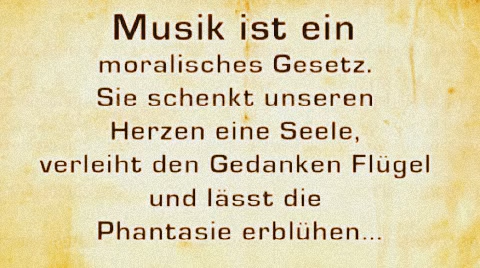 Musik ist ein
moralisches Gesetz.
Sie schenkt unseren
Herzen eine Seele,
verleiht den Gedanken Flügel
und lässt die
Phantasie erblühen...